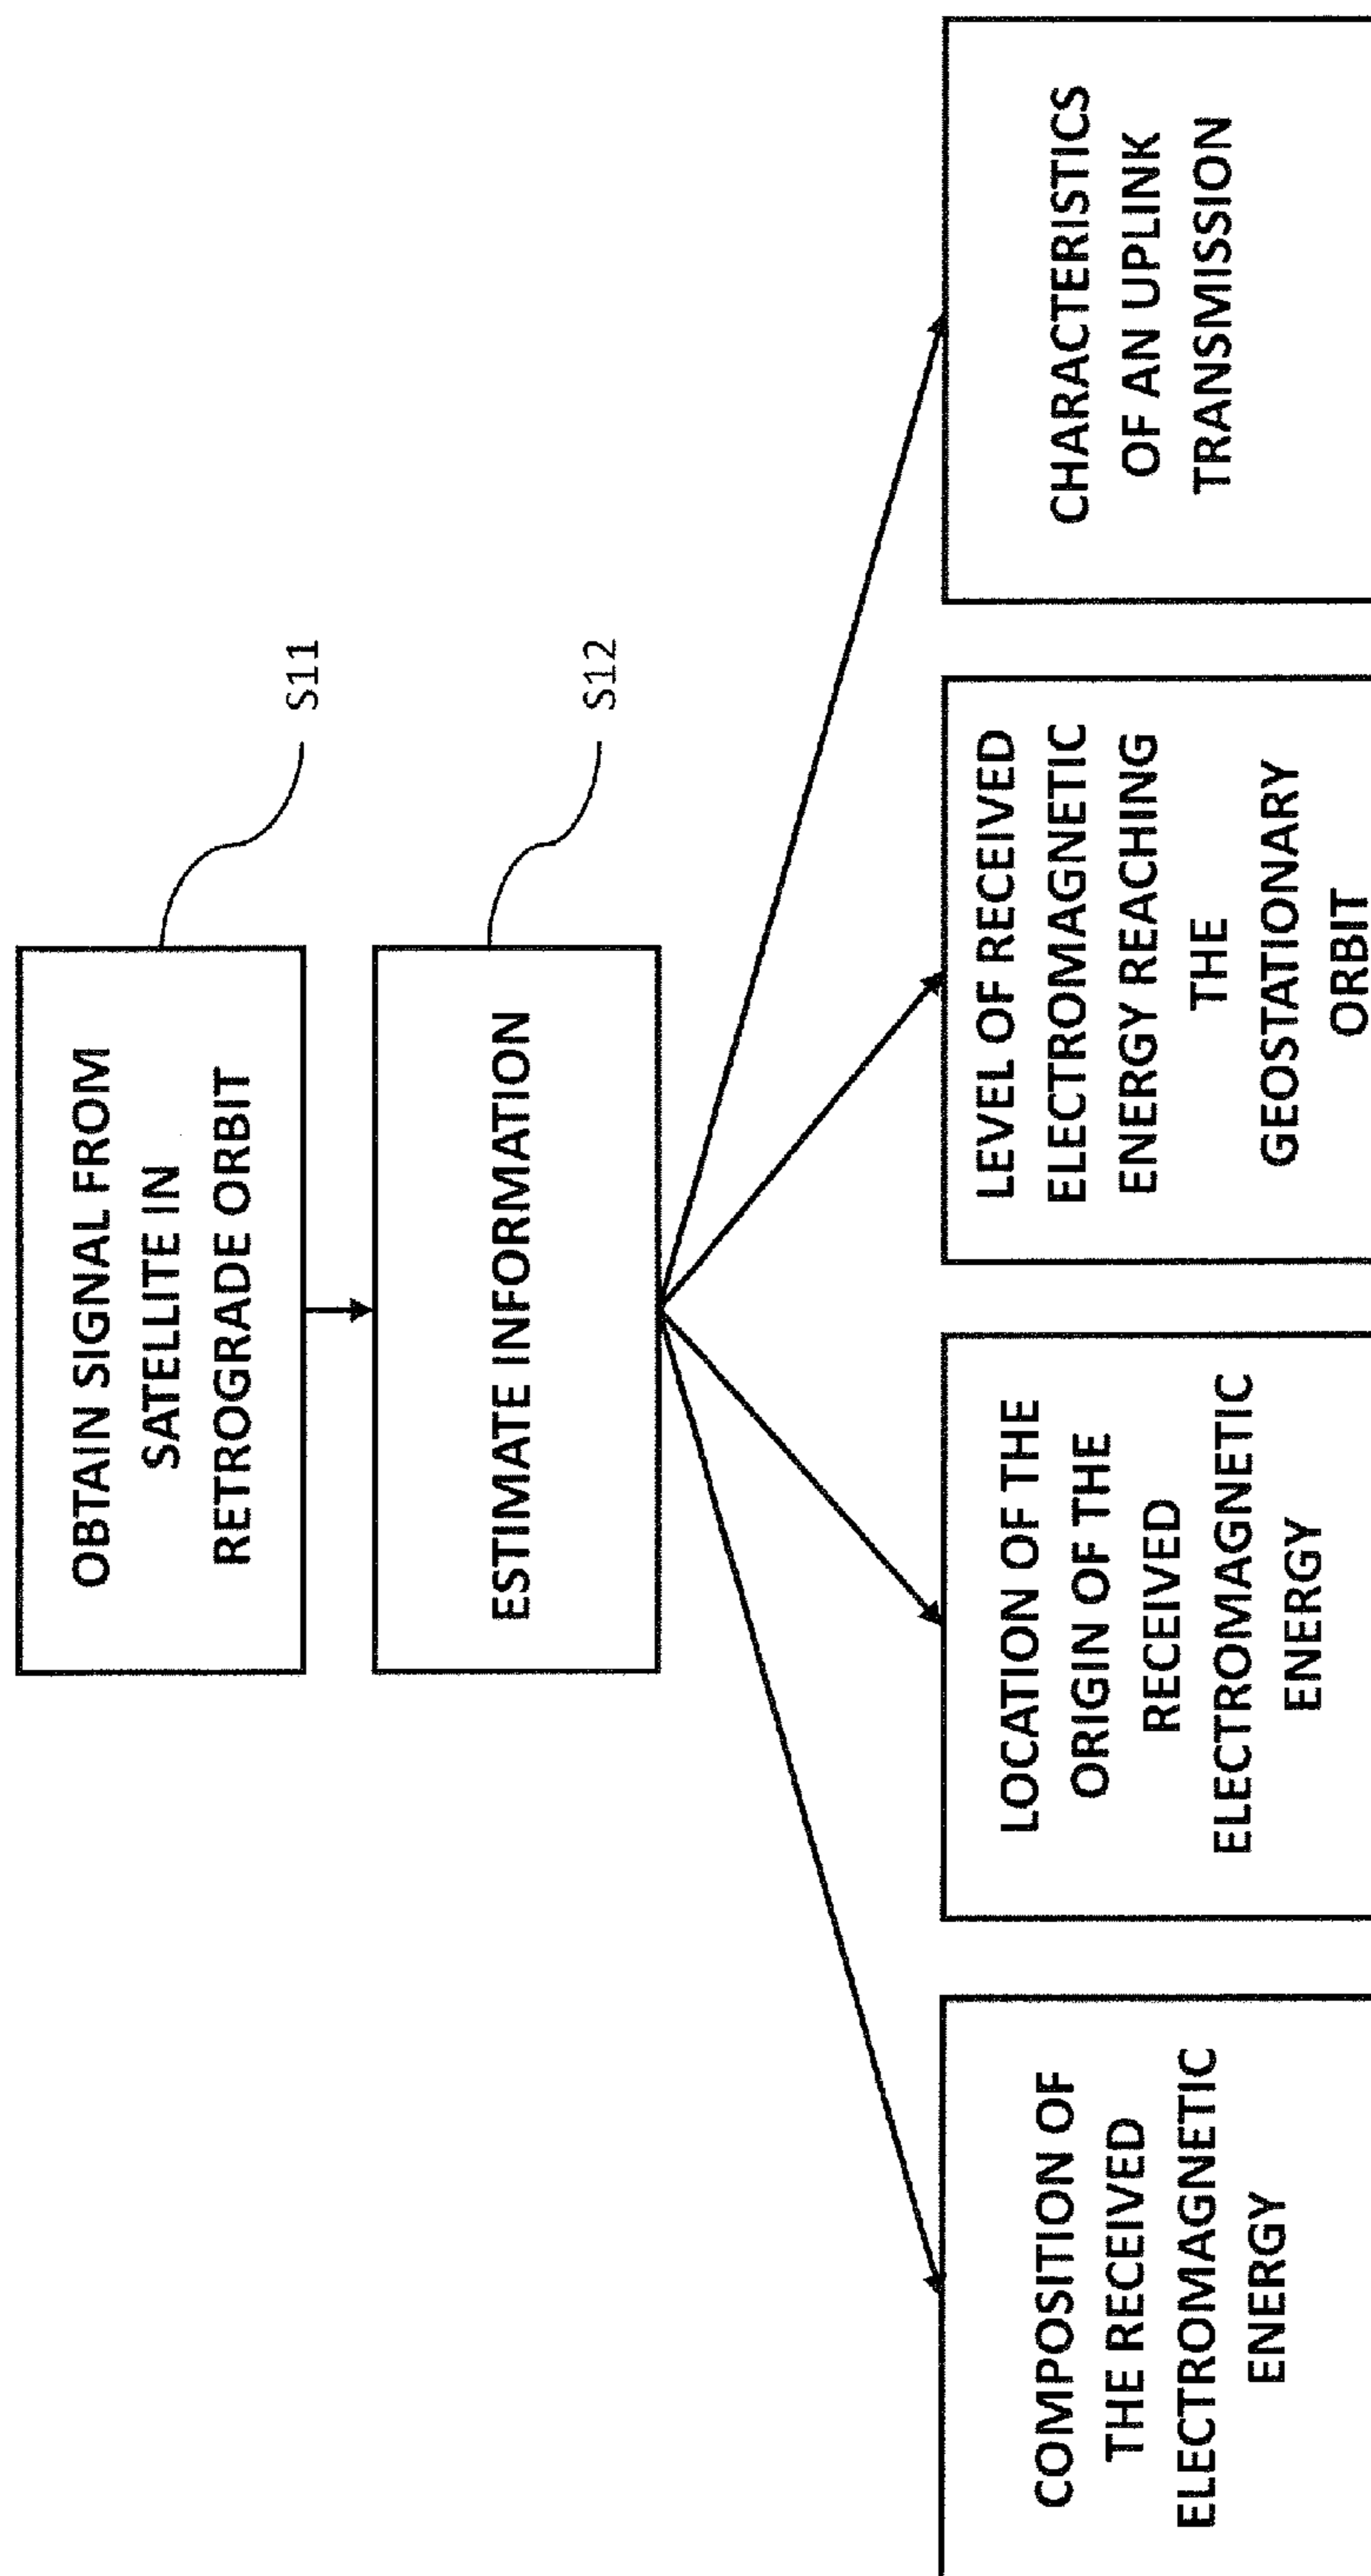 OBTAIN SIGNAL FROM
SATELLITE IN
RETROGRADE ORBIT
S11
ESTIMATE INFORMATION
S12
COMPOSITION OF
THE RECEIVED
ELECTROMAGNETIC
ENERGY
LOCATION OF THE
ORIGIN OF THE
RECEIVED
ELECTROMAGNETIC
ENERGY
LEVEL OF RECEIVED
ELECTROMAGNETIC
ENERGY REACHING
THE
GEOSTATIONARY
ORBIT
CHARACTERISTICS
OF AN UPLINK
TRANSMISSION